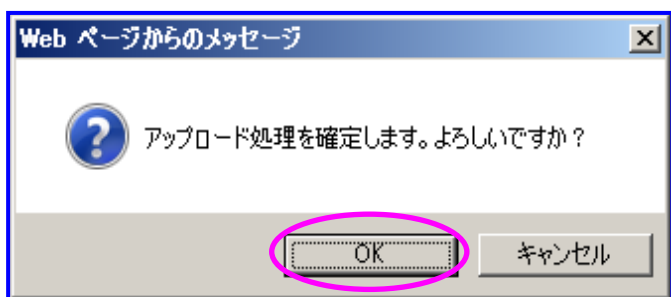 Web ページからのメッセージ
アップロード処理を確定します。よろしいですか？
OK
キャンセル